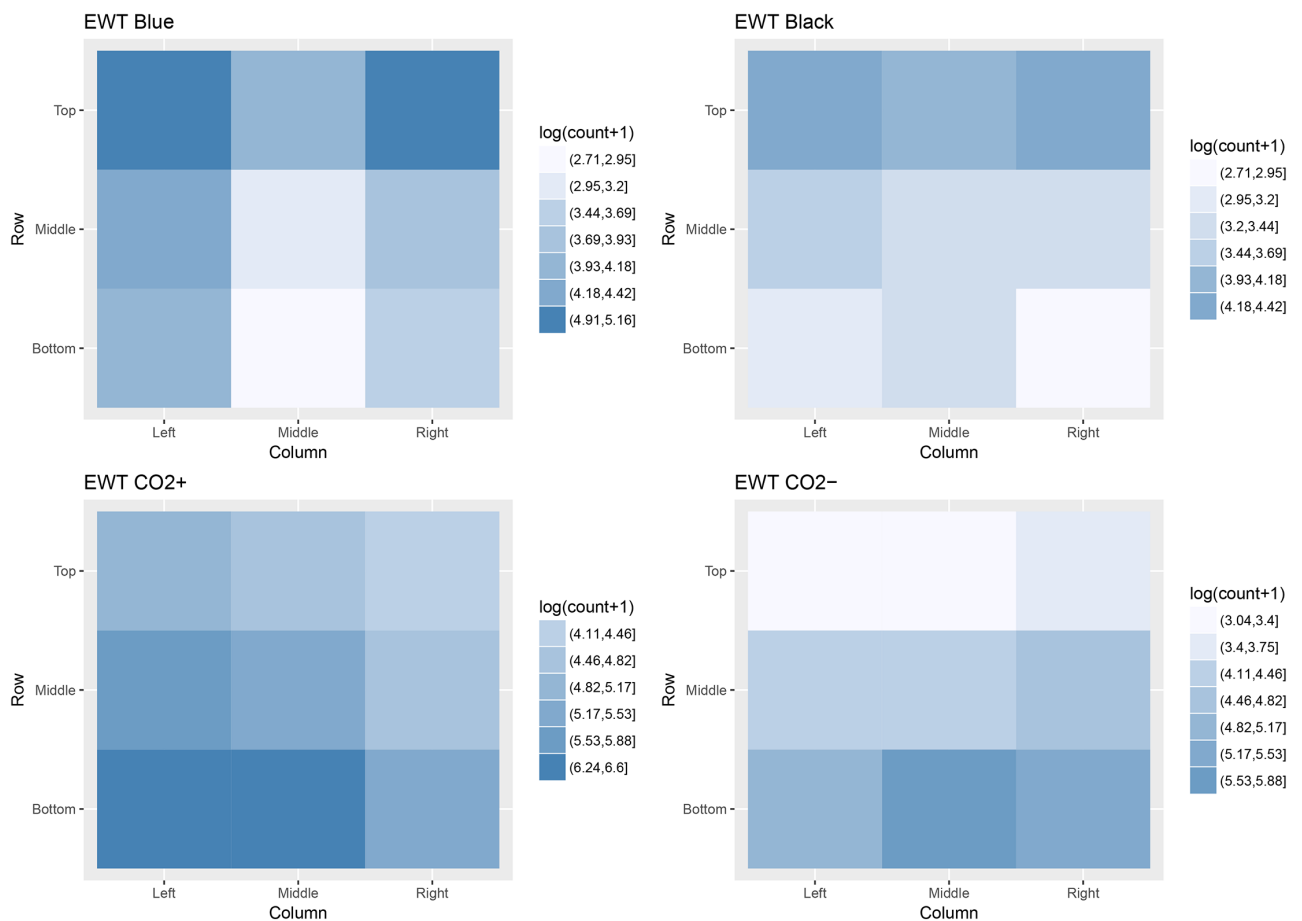 EWT Blue
Row
Top
Middle
Bottom
Left Middle Right
Column
log(count+1)
(2.71,2.95]
(2.95,3.2]
(3.44,3.69]
(3.69,3.93]
(3.93,4.18]
(4.18,4.42]
(4.91,5.16]
EWT Black
Row
Top
Middle
Bottom
Left Middle Right
Column
log(count+1)
(2.71,2.95]
(2.95,3.2]
(3.2,3.44]
(3.44,3.69]
(3.93,4.18]
(4.18,4.42]
EWT CO2+
Row
Top
Middle
Bottom
Left Middle Right
Column
log(count+1)
(4.11,4.46]
(4.46,4.82]
(4.82,5.17]
(5.17,5.53]
(5.53,5.88]
(6.24,6.6]
EWT CO2−
Row
Top
Middle
Bottom
Left Middle Right
Column
log(count+1)
(3.04,3.4]
(3.4,3.75]
(4.11,4.46]
(4.46,4.82]
(4.82,5.17]
(5.17,5.53]
(5.53,5.88]